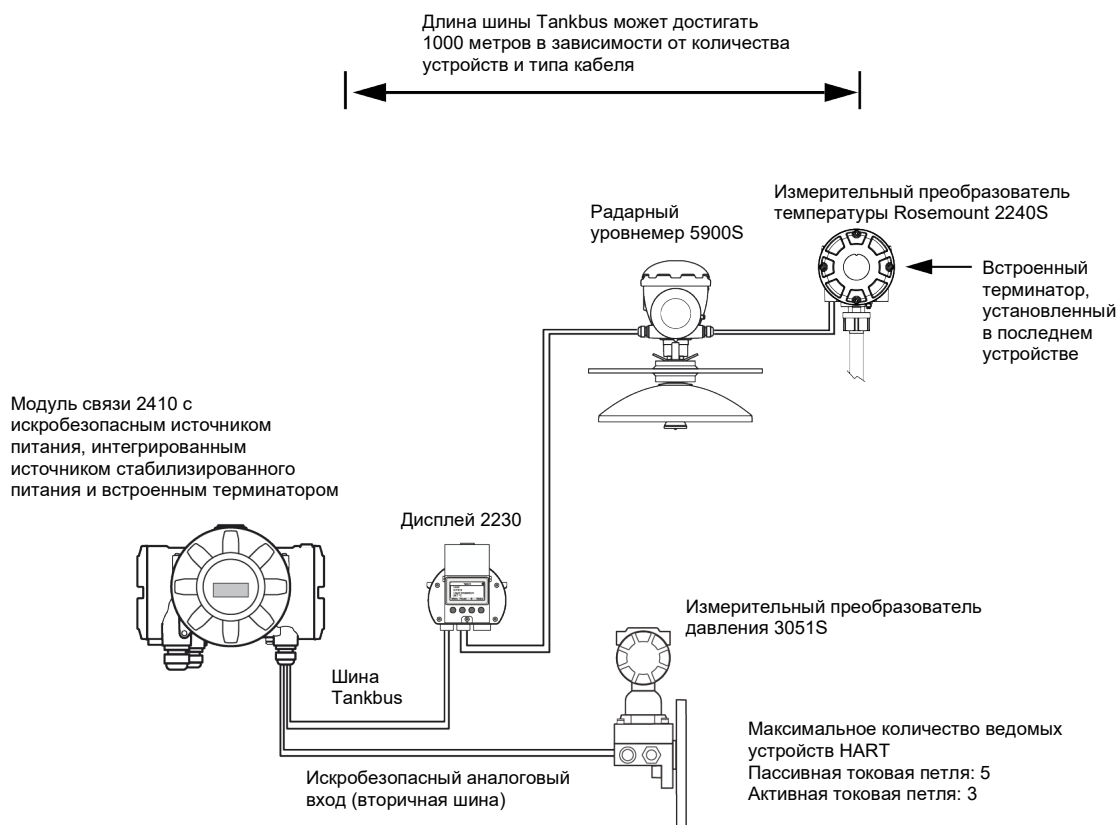 Длина шины Tankbus может достигать
1000 метров в зависимости от количества
устройств и типа кабеля
Измерительный преобразователь
температуры Rosemount 2240S
Радарный
уровнемер 5900S
Встроенный
терминатор,
установленный
в последнем
устройстве
Модуль связи 2410 с
искробезопасным источником
питания, интегрированным
источником стабилизированного
питания и встроенным терминатором
Дисплей 2230
Измерительный преобразователь
давления 3051S
Шина
Tankbus
Максимальное количество ведомых
устройств HART
Пассивная токовая петля: 5
Активная токовая петля: 3
Искробезопасный аналоговый
вход (вторичная шина)